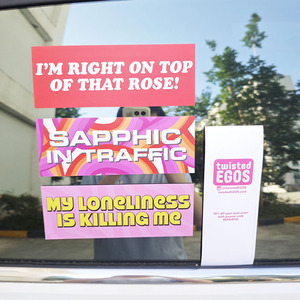 I'M RIGHT ON TOP
OF THAT ROSE!
SAPPHIC
IN TRAFFIC
MY LONELINESS
IS KILLING ME
twisted
EGOS